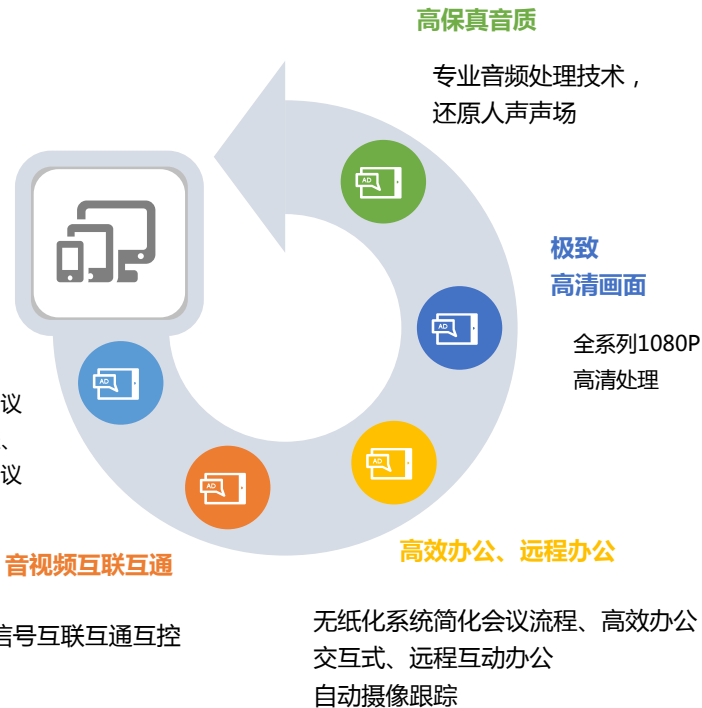 高保真音质
专业音频处理技术，
还原人声声场
极致
高清画面
全系列1080P
高清处理
议
、
议
音视频互联互通
信号互联互通互控
高效办公、远程办公
无纸化系统简化会议流程、高效办公
交互式、远程互动办公
自动摄像跟踪
AD
AD
AD
AD
AD